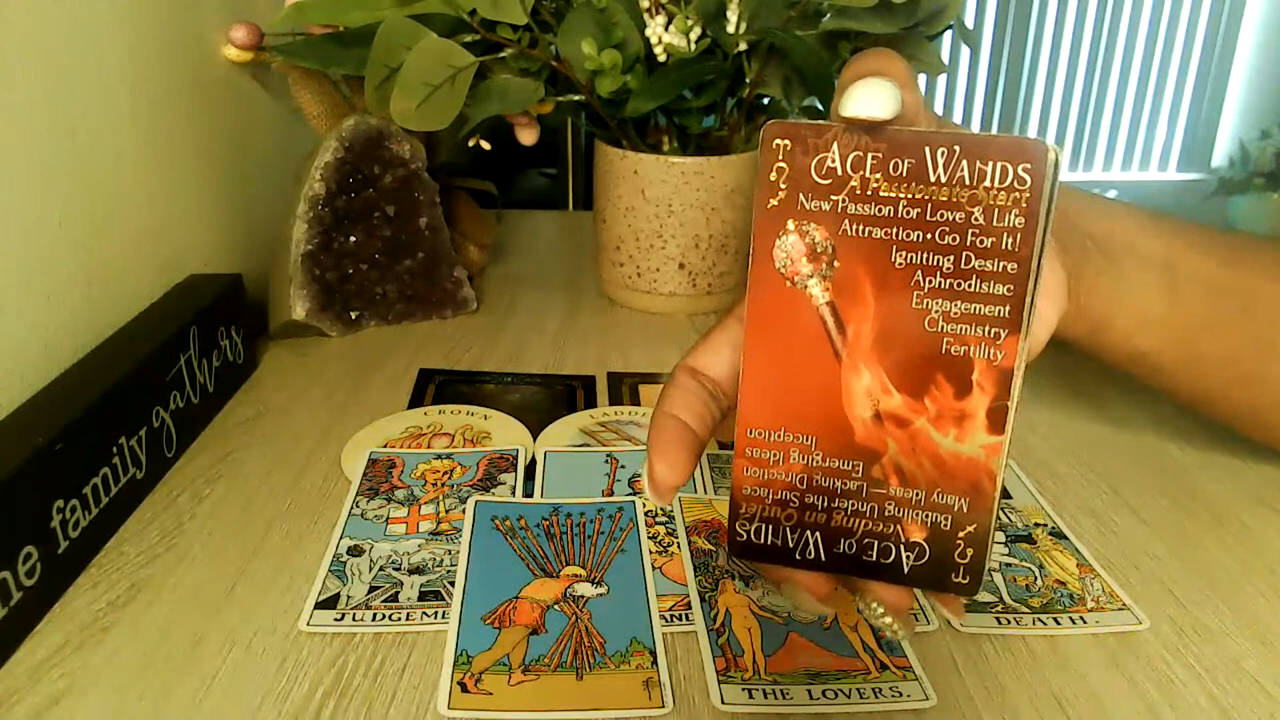 ACE OF WANDS
A Passionate Start
New Passion for Love & Life
Attraction • Go For It!
Igniting Desire
Aphrodisiac
Engagement
Chemistry
Fertility
Inception
Emerging Ideas
Many Ideas — Lacking Direction
Bubbling Under the Surface
Needing an Outlet
ACE OF WANDS
family gathers
CROWN
JUDGEME
THE LOVERS.
DEATH.